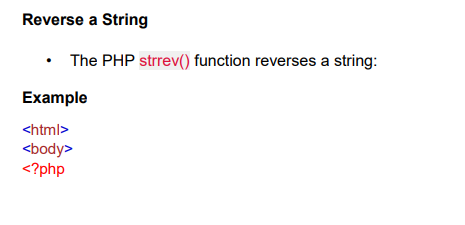 Reverse a String
• The PHP strrev() function reverses a string:
Example
<html>
<body>
<?php